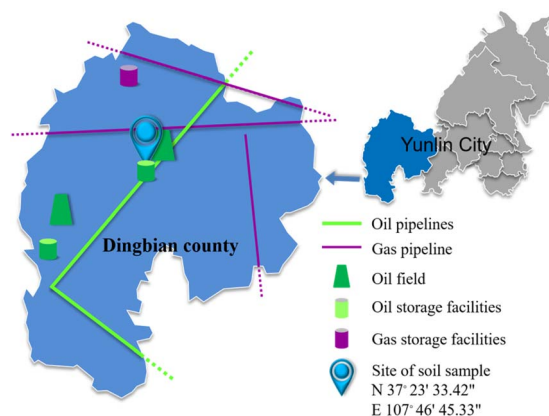 Yunlin City
Dingbian county
Oil pipelines
Gas pipeline
Oil field
Oil storage facilities
Gas storage facilities
Site of soil sample
N 37° 23' 33.42"
E 107° 46' 45.33"